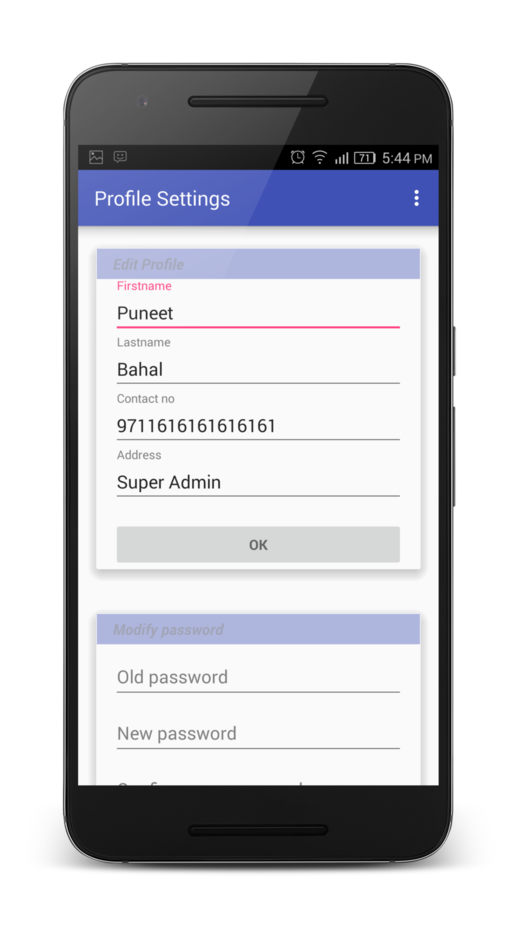 71 5:44 PM
Profile Settings
Edit Profile
Firstname
Puneet
Lastname
Bahal
Contact no
9711616161616161
Address
Super Admin
OK
Modify password
Old password
New password